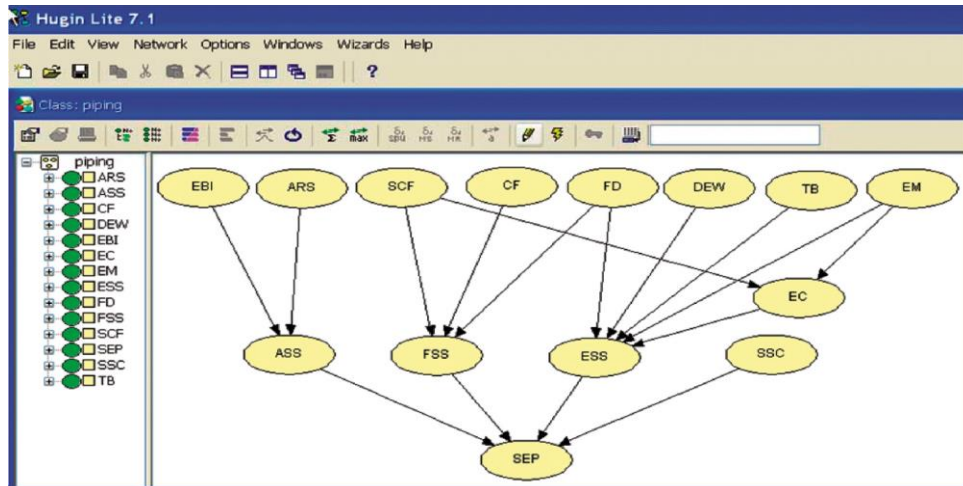 Hugin Lite 7.1
File Edit View Network Options Windows Wizards Help
?
Class: piping
Σ max
piping
ARS
ASS
CF
DEW
EBI
EC
EM
ESS
FD
FSS
SCF
SEP
SSC
TB
EBI ARS SCF CF FD DEW TB EM
EC
ASS FSS ESS SSC
SEP